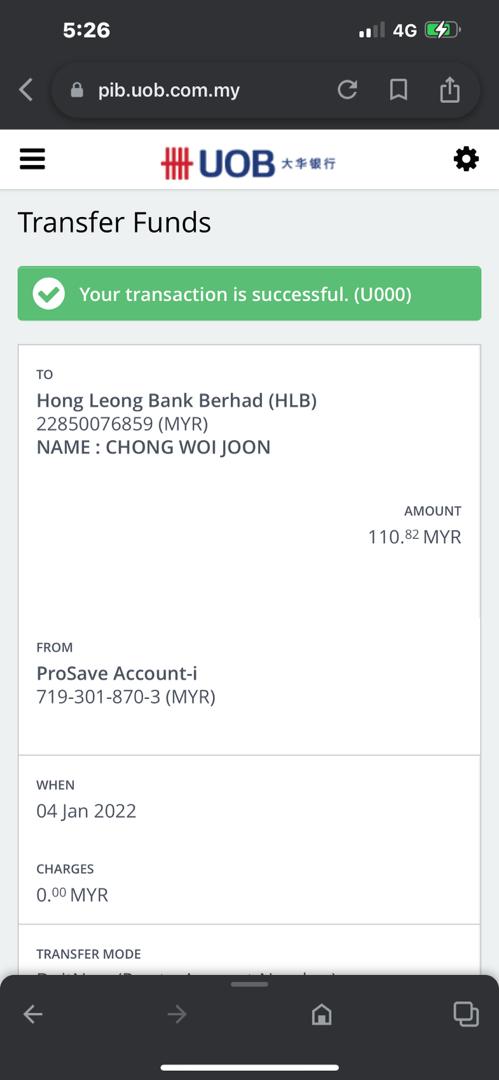 5:26
4G
pib.uob.com.my
UOB 大华银行
Transfer Funds
Your transaction is successful. (U000)
TO
Hong Leong Bank Berhad (HLB)
22850076859 (MYR)
NAME : CHONG WOI JOON
AMOUNT
110.82 MYR
FROM
ProSave Account-i
719-301-870-3 (MYR)
WHEN
04 Jan 2022
CHARGES
0.00 MYR
TRANSFER MODE